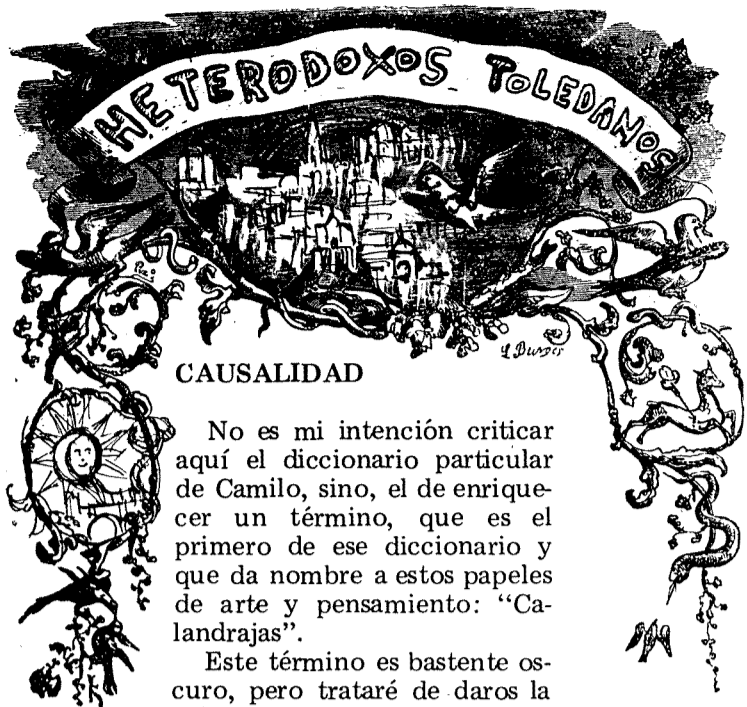 HETERODOXOS TOLEDANOS
L Burger
CAUSALIDAD
No es mi intención criticar
aquí el diccionario particular
de Camilo, sino, el de enrique-
cer un término, que es el
primero de ese diccionario y
que da nombre a estos papeles
de arte y pensamiento: “Ca-
landrajas”.
Este término es bastente os-
curo, pero trataré de daros la